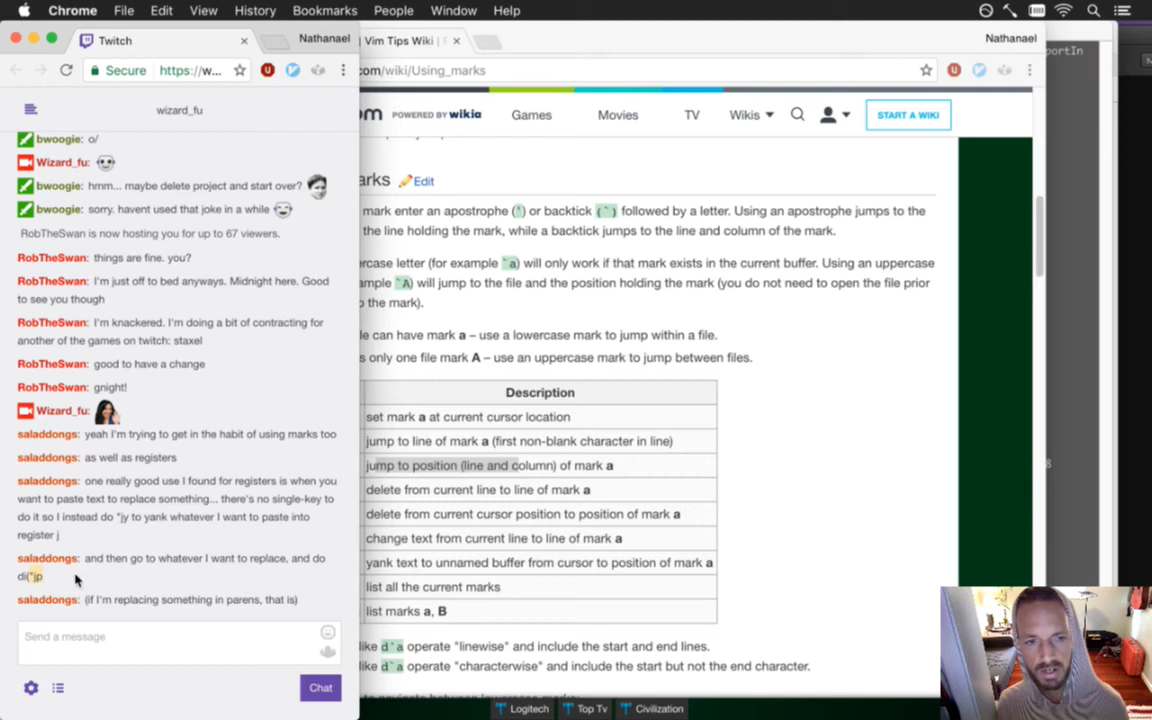 Chrome File Edit View History Bookmarks People Window Help
Twitch
Nathanael
| Vim Tips Wiki | F
Nathanael
portIn
Secure
https://w...
com/wiki/Using_marks
wizard_fu
om POWERED BY wikia Games Movies TV Wikis START A WIKI
bwoogie: o/
Wizard_fu:
bwoogie: hmm... maybe delete project and start over?
bwoogie: sorry. havent used that joke in a while
RobTheSwan is now hosting you for up to 67 viewers.
RobTheSwan: things are fine. you?
RobTheSwan: I'm just off to bed anyways. Midnight here. Good
to see you though
RobTheSwan: I'm knackered. I'm doing a bit of contracting for
another of the games on twitch: staxel
RobTheSwan: good to have a change
RobTheSwan: gnight!
Wizard_fu:
saladdongs: yeah I'm trying to get in the habit of using marks too
saladdongs: as well as registers
saladdongs: one really good use I found for registers is when you
want to paste text to replace something... there's no single-key to
do it so I instead do "jy to yank whatever I want to paste into
register j
saladdongs: and then go to whatever I want to replace, and do
di("jp
saladdongs: (if I'm replacing something in parens, that is)
Send a message
Chat
arks Edit
mark enter an apostrophe (') or backtick (`) followed by a letter. Using an apostrophe jumps to the
the line holding the mark, while a backtick jumps to the line and column of the mark.
ercase letter (for example `a) will only work if that mark exists in the current buffer. Using an uppercase
ample `A) will jump to the file and the position holding the mark (you do not need to open the file prior
o the mark).
le can have mark a – use a lowercase mark to jump within a file.
s only one file mark A – use an uppercase mark to jump between files.
Description
set mark a at current cursor location
jump to line of mark a (first non-blank character in line)
jump to position (line and column) of mark a
delete from current line to line of mark a
delete from current cursor position to position of mark a
change text from current line to line of mark a
yank text to unnamed buffer from cursor to position of mark a
list all the current marks
list marks a, B
like d'a operate "linewise" and include the start and end lines.
like d`a operate "characterwise" and include the start but not the end character.
Logitech Top Tv Civilization